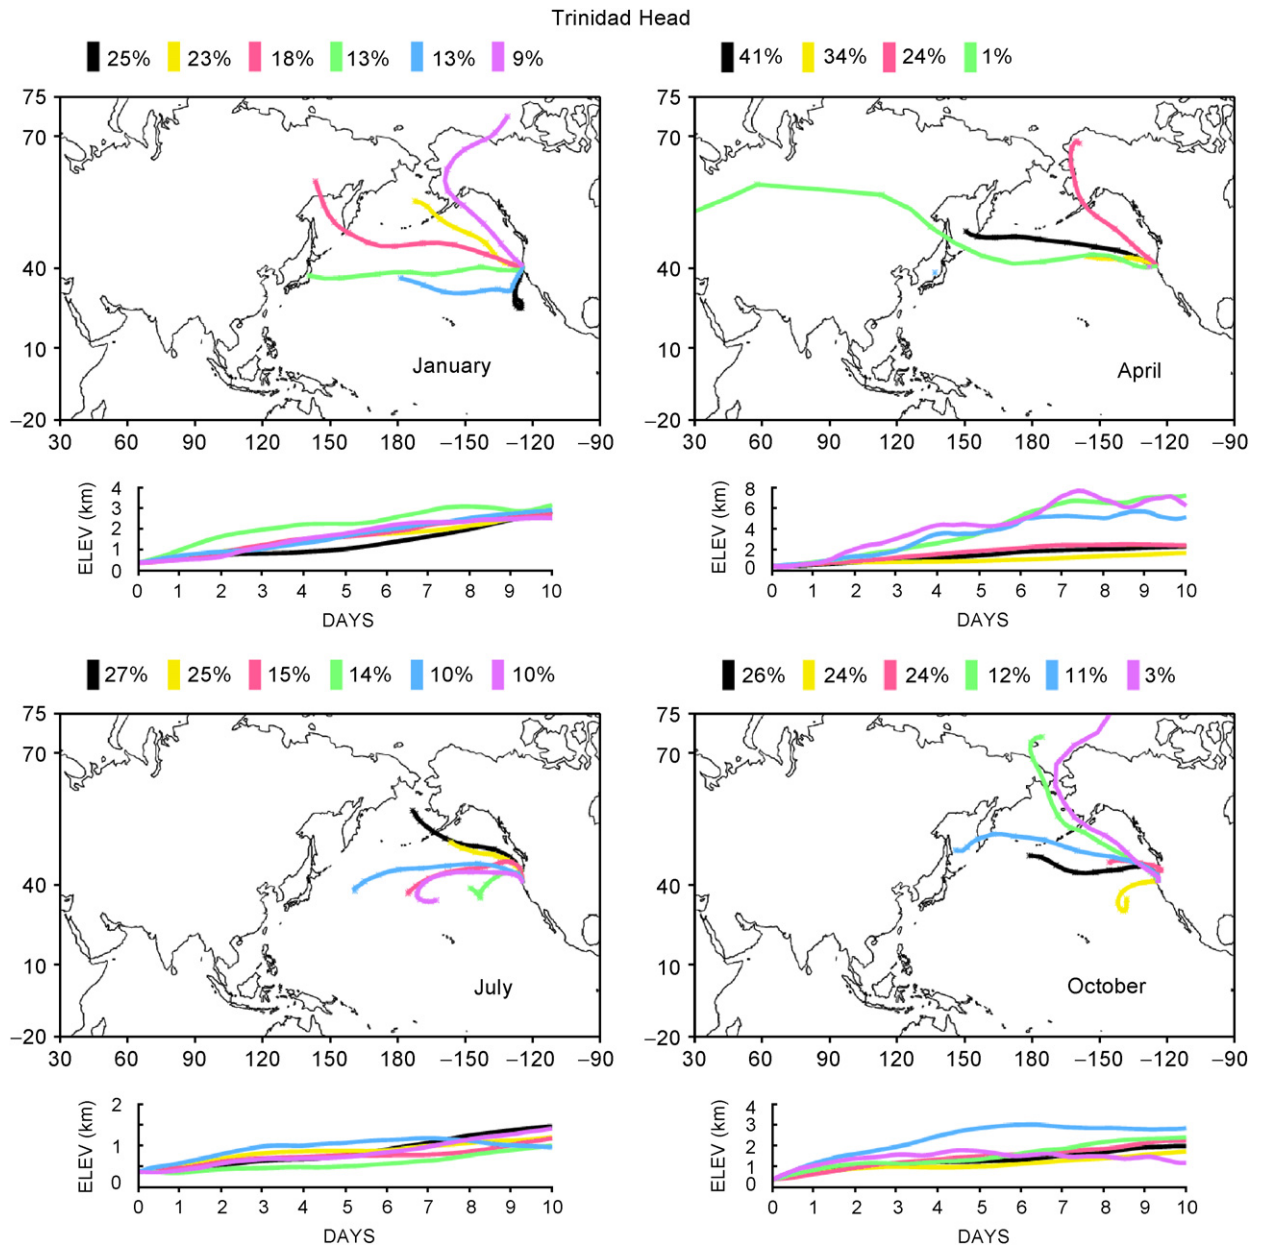 Trinidad Head
25% 23% 18% 13% 13% 9%
41% 34% 24% 1%
75
70
40
10
–20
January
30 60 90 120 150 180 –150 –120 –90
75
70
40
10
–20
April
30 60 90 120 150 180 –150 –120 –90
ELEV (km)
4
3
2
1
0
0 1 2 3 4 5 6 7 8 9 10
DAYS
ELEV (km)
8
6
4
2
0
0 1 2 3 4 5 6 7 8 9 10
DAYS
27% 25% 15% 14% 10% 10%
26% 24% 24% 12% 11% 3%
75
70
40
10
–20
July
30 60 90 120 150 180 –150 –120 –90
75
70
40
10
–20
October
30 60 90 120 150 180 –150 –120 –90
ELEV (km)
2
1
0
0 1 2 3 4 5 6 7 8 9 10
DAYS
ELEV (km)
4
3
2
1
0
0 1 2 3 4 5 6 7 8 9 10
DAYS